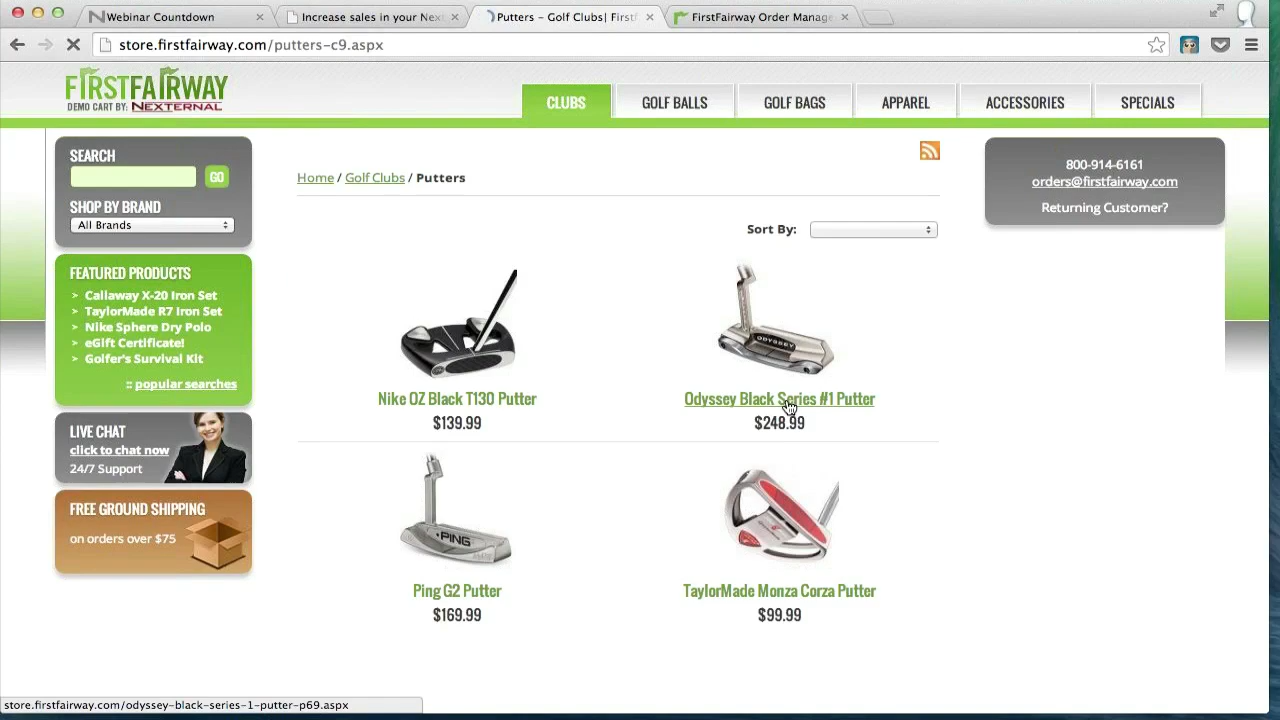 Webinar Countdown
Increase sales in your Nex
Putters – Golf Clubs| First
FirstFairway Order Manage
store.firstfairway.com/putters-c9.aspx
FIRSTFAIRWAY
DEMO CART BY: NEXTERNAL
CLUBS
GOLF BALLS
GOLF BAGS
APPAREL
ACCESSORIES
SPECIALS
SEARCH
GO
SHOP BY BRAND
All Brands
FEATURED PRODUCTS
> Callaway X-20 Iron Set
> TaylorMade R7 Iron Set
> Nike Sphere Dry Polo
> eGift Certificate!
> Golfer's Survival Kit
:: popular searches
LIVE CHAT
click to chat now
24/7 Support
FREE GROUND SHIPPING
on orders over $75
Home / Golf Clubs / Putters
Sort By:
ODYSSEY
Nike OZ Black T130 Putter
$139.99
Odyssey Black Series #1 Putter
$248.99
PING
Ping G2 Putter
$169.99
TaylorMade Monza Corza Putter
$99.99
800-914-6161
orders@firstfairway.com
Returning Customer?
store.firstfairway.com/odyssey-black-series-1-putter-p69.aspx